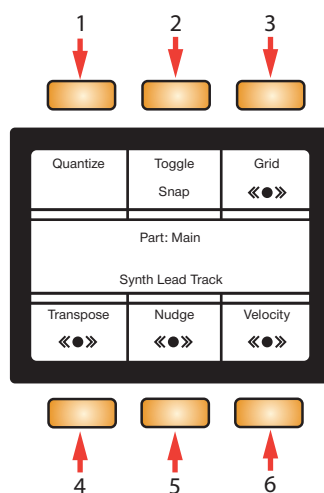 1 2 3
Quantize Toggle Grid
Snap
Part: Main
Synth Lead Track
Transpose Nudge Velocity
4 5 6